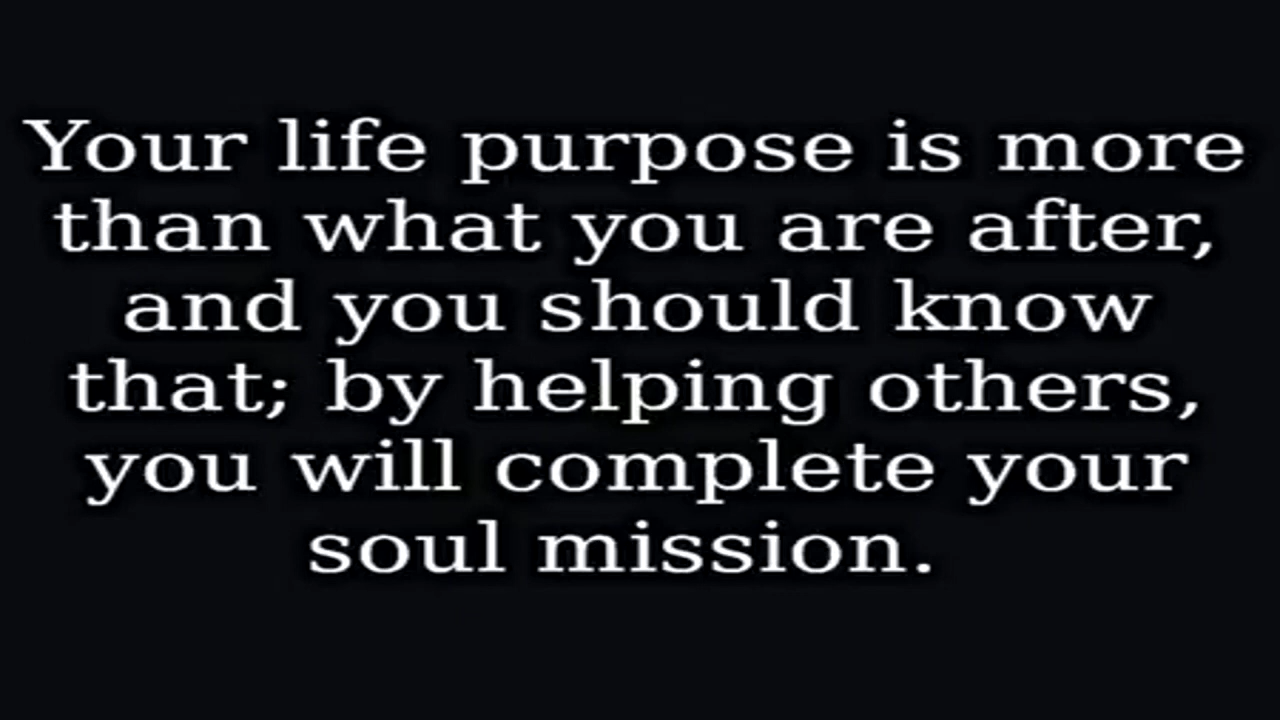 Your life purpose is more
than what you are after,
and you should know
that; by helping others,
you will complete your
soul mission.